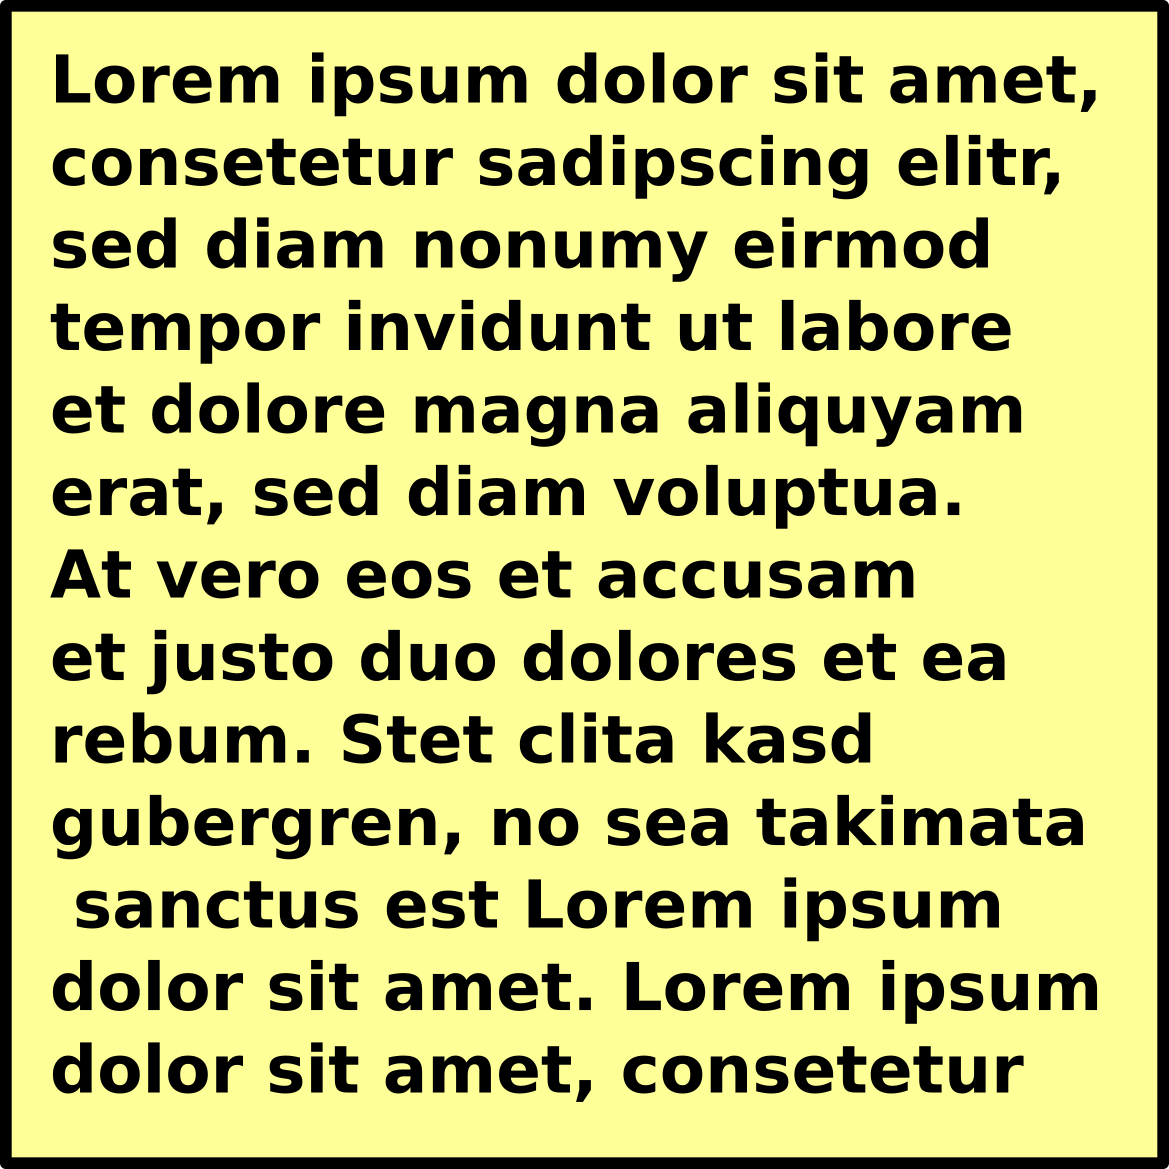 Lorem ipsum dolor sit amet,
consetetur sadipscing elitr,
sed diam nonumy eirmod
tempor invidunt ut labore
et dolore magna aliquyam
erat, sed diam voluptua.
At vero eos et accusam
et justo duo dolores et ea
rebum. Stet clita kasd
gubergren, no sea takimata
 sanctus est Lorem ipsum
dolor sit amet. Lorem ipsum
dolor sit amet, consetetur